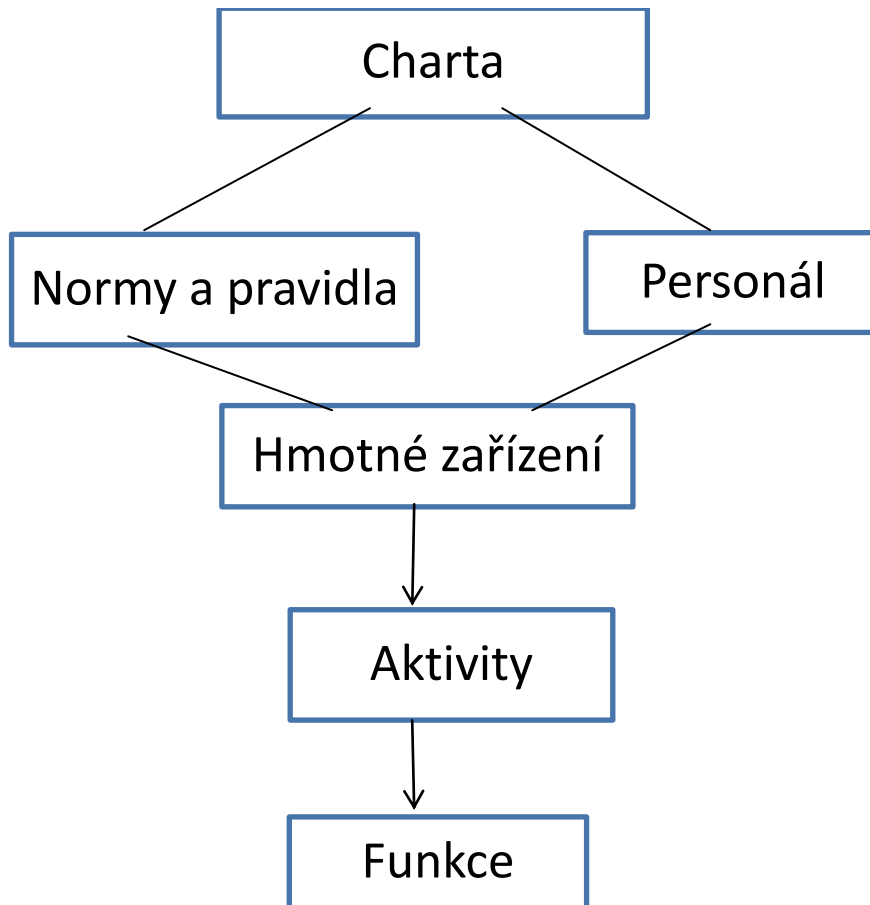 Charta
Normy a pravidla
Personál
Hmotné zařízení
Aktivity
Funkce